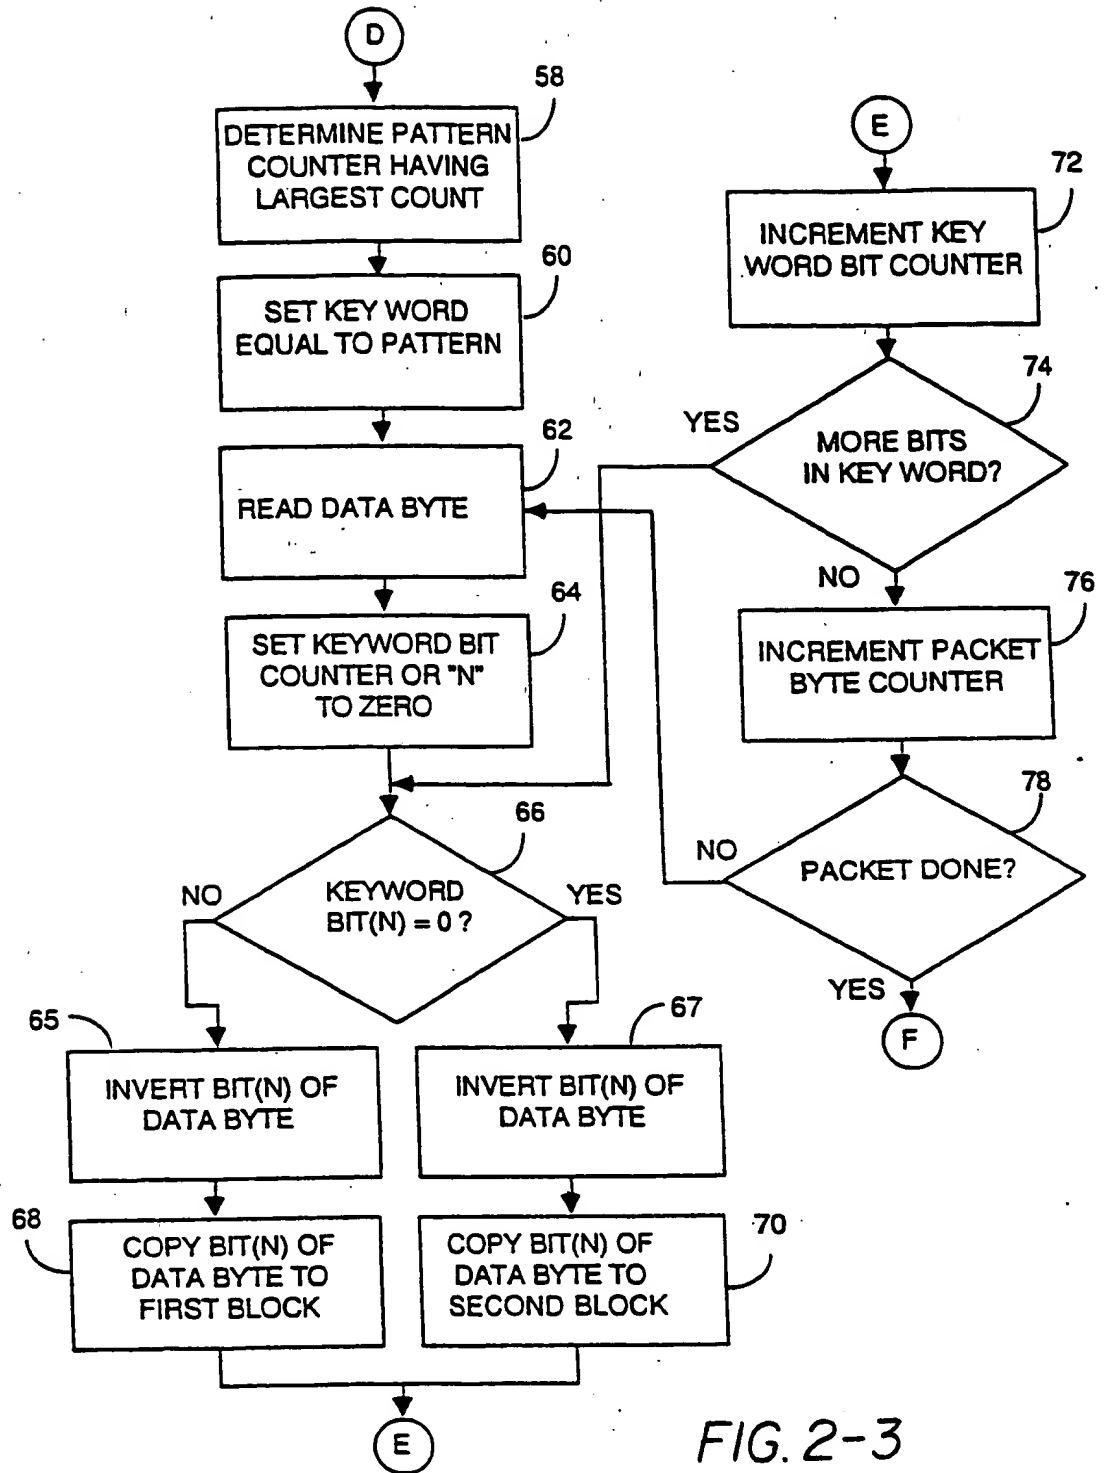 D
58
DETERMINE PATTERN
COUNTER HAVING
LARGEST COUNT
60
SET KEY WORD
EQUAL TO PATTERN
62
READ DATA BYTE
64
SET KEYWORD BIT
COUNTER OR "N"
TO ZERO
66
KEYWORD
BIT(N) = 0 ?
NO
YES
65
INVERT BIT(N) OF
DATA BYTE
67
INVERT BIT(N) OF
DATA BYTE
68
COPY BIT(N) OF
DATA BYTE TO
FIRST BLOCK
70
COPY BIT(N) OF
DATA BYTE TO
SECOND BLOCK
E
E
72
INCREMENT KEY
WORD BIT COUNTER
74
YES
MORE BITS
IN KEY WORD?
NO
76
INCREMENT PACKET
BYTE COUNTER
78
NO
PACKET DONE?
YES
F
FIG. 2-3